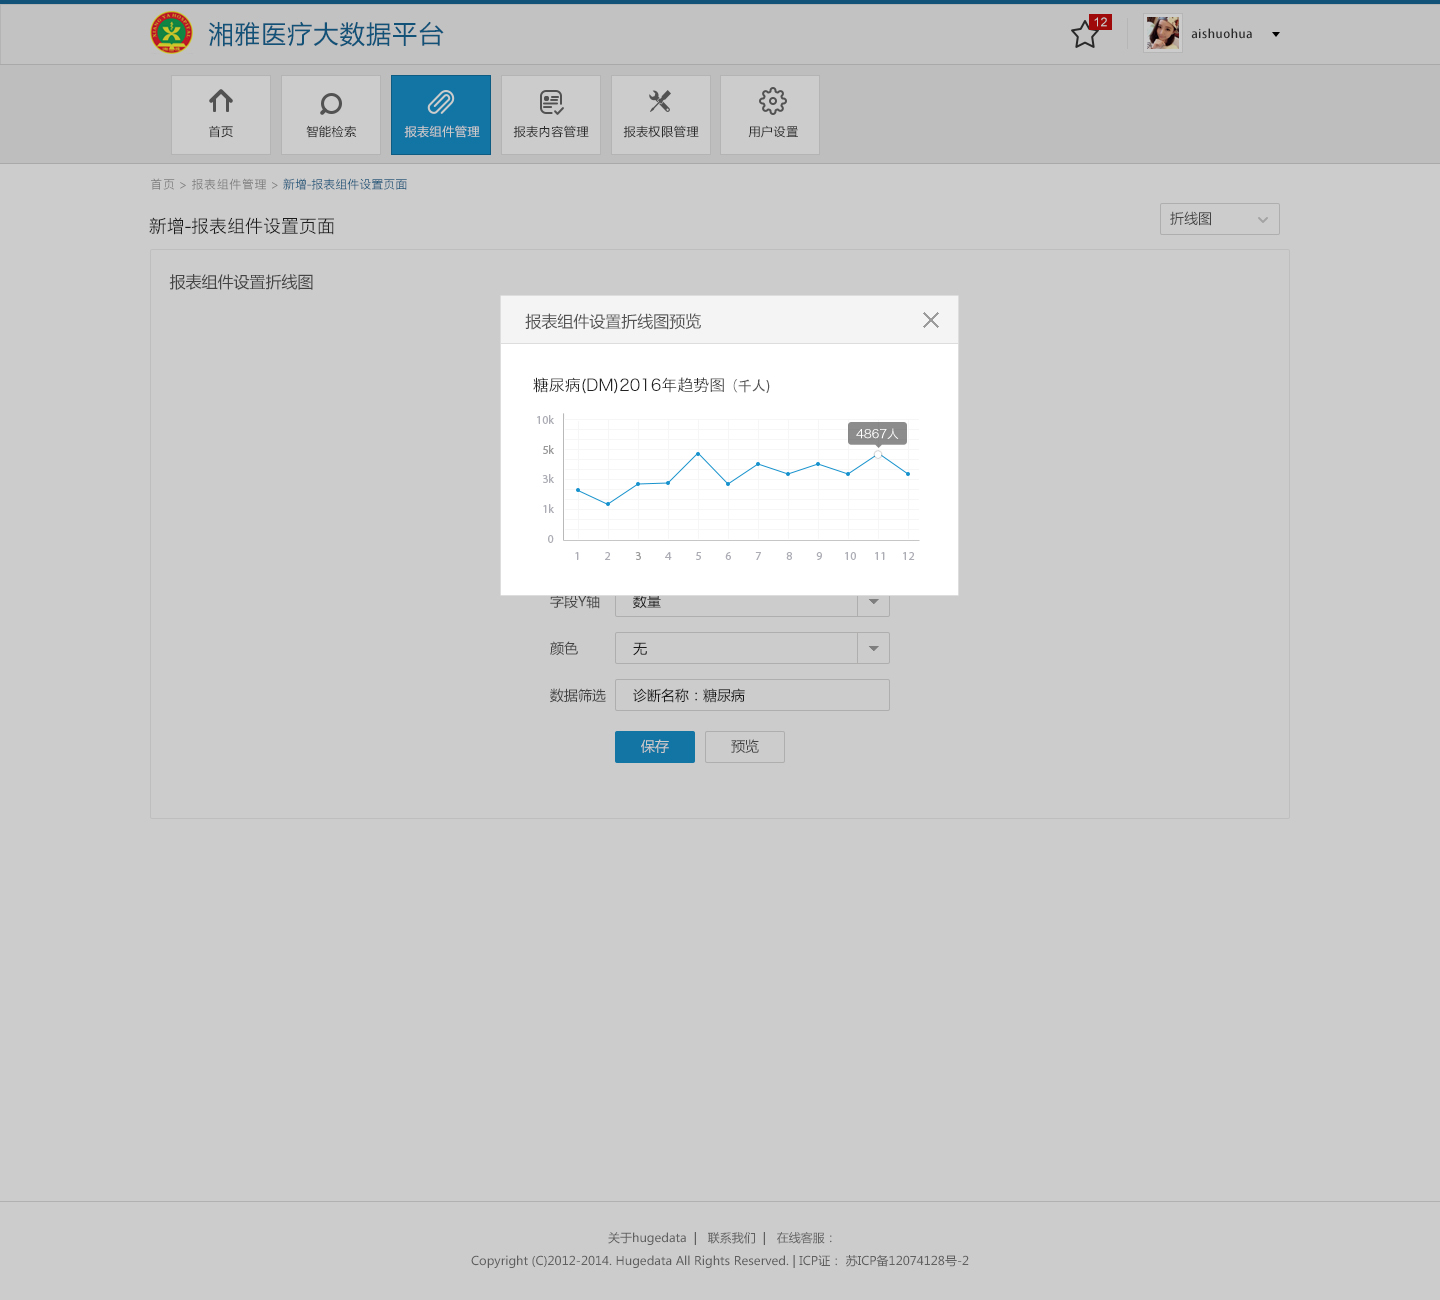 湘雅医疗大数据平台
12
aishuohua
首页
智能检索
报表组件管理
报表内容管理
报表权限管理
用户设置
首页 > 报表组件管理 > 新增-报表组件设置页面
新增-报表组件设置页面
折线图
报表组件设置折线图
报表组件设置折线图预览
糖尿病(DM)2016年趋势图（千人)
10k
5k
3k
1k
0
4867人
1 2 3 4 5 6 7 8 9 10 11 12
字段Y轴 数量
颜色 无
数据筛选 诊断名称：糖尿病
保存 预览
关于hugedata | 联系我们 | 在线客服：
Copyright (C)2012-2014. Hugedata All Rights Reserved. | ICP证： 苏ICP备12074128号-2